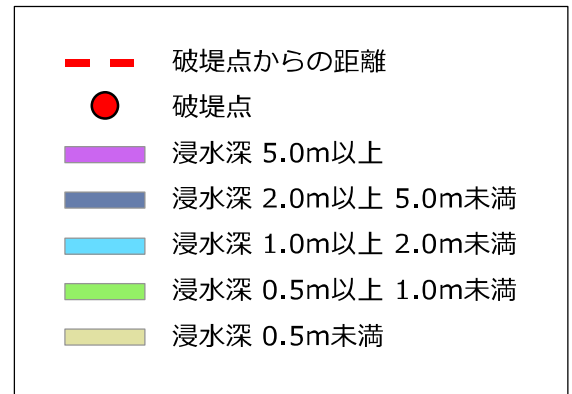 破堤点からの距離
破堤点
浸水深 5.0m以上
浸水深 2.0m以上 5.0m未満
浸水深 1.0m以上 2.0m未満
浸水深 0.5m以上 1.0m未満
浸水深 0.5m未満